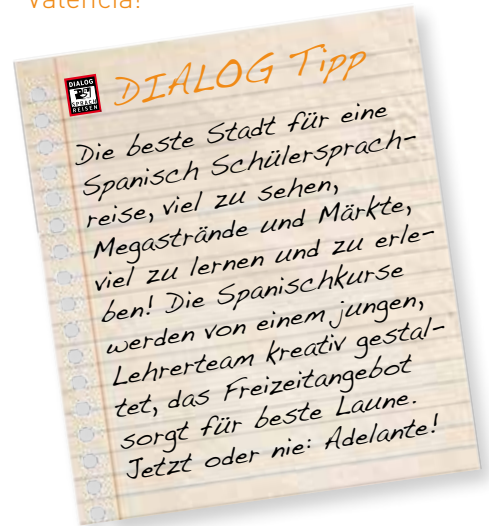 Valencia!
DIALOG
SPRACH
REISEN
DIALOG Tipp
Die beste Stadt für eine
Spanisch Schülersprach-
reise, viel zu sehen,
Megastrände und Märkte,
viel zu lernen und zu erle-
ben! Die Spanischkurse
werden von einem jungen,
Lehrerteam kreativ gestal-
tet, das Freizeitangebot
sorgt für beste Laune.
Jetzt oder nie: Adelante!